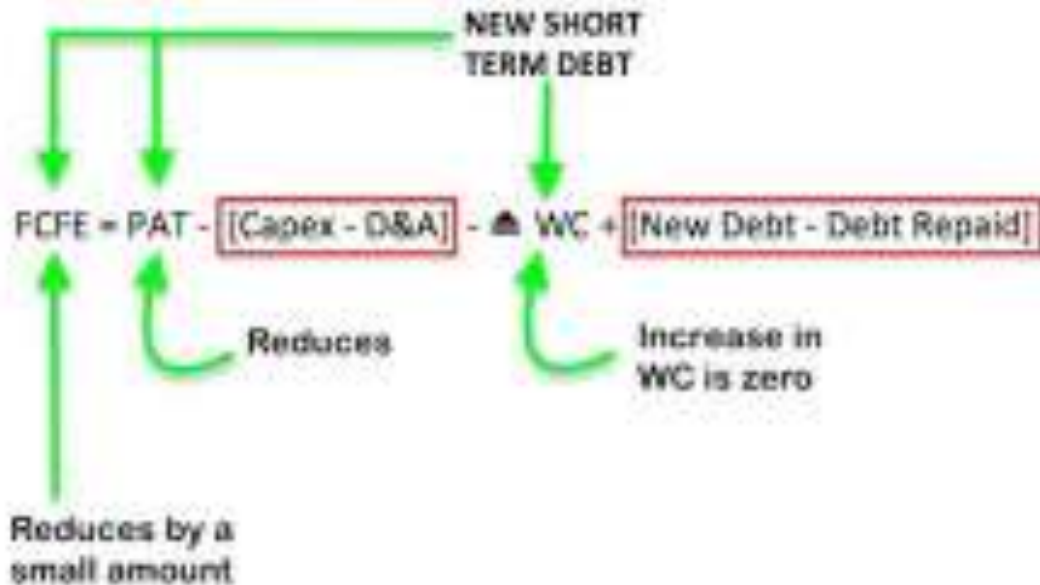 NEW SHORT
TERM DEBT
FCFE = PAT - [Capex - D&A] - ≜ WC + [New Debt - Debt Repaid]
Reduces
Increase in
WC is zero
Reduces by a
small amount